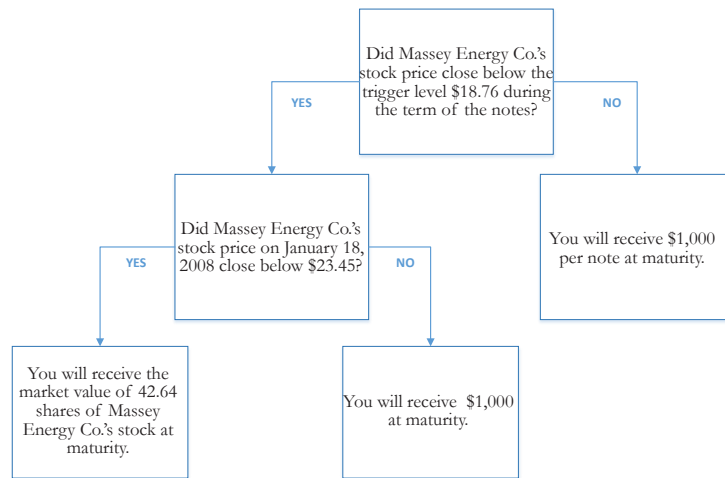 Did Massey Energy Co.'s
stock price close below the
trigger level $18.76 during
the term of the notes?
YES
NO
Did Massey Energy Co.'s
stock price on January 18,
2008 close below $23.45?
You will receive $1,000
per note at maturity.
YES
NO
You will receive the
market value of 42.64
shares of Massey
Energy Co.'s stock at
maturity.
You will receive $1,000
at maturity.